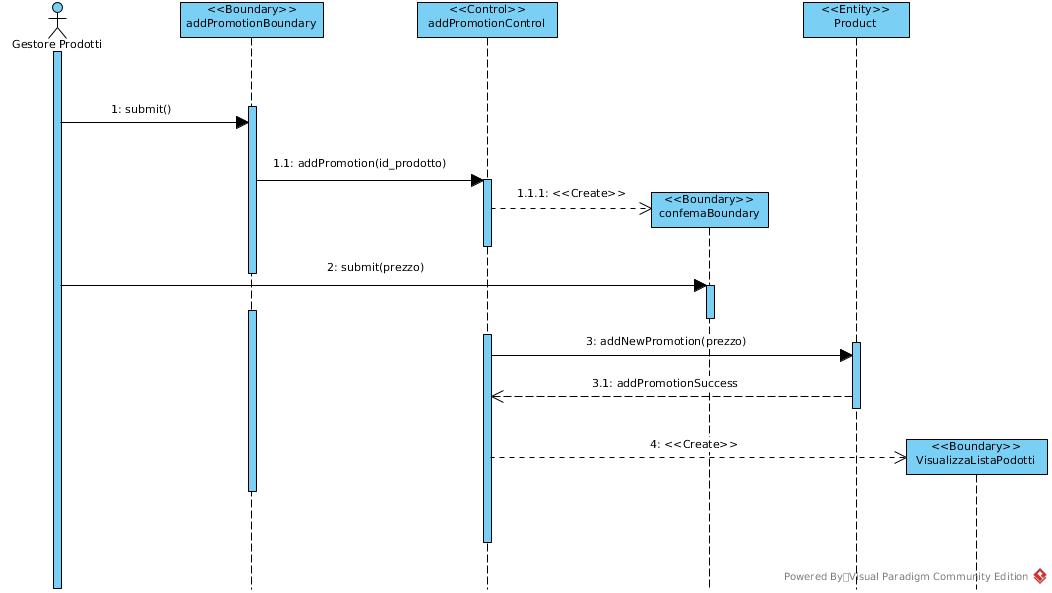 <<Boundary>>
addPromotionBoundary
<<Control>>
addPromotionControl
<<Entity>>
Product
Gestore Prodotti
1: submit()
1.1: addPromotion(id_prodotto)
1.1.1: <<Create>>
<<Boundary>>
confemaBoundary
2: submit(prezzo)
3: addNewPromotion(prezzo)
3.1: addPromotionSuccess
4: <<Create>>
<<Boundary>>
VisualizzaListaPodotti
Powered By Visual Paradigm Community Edition